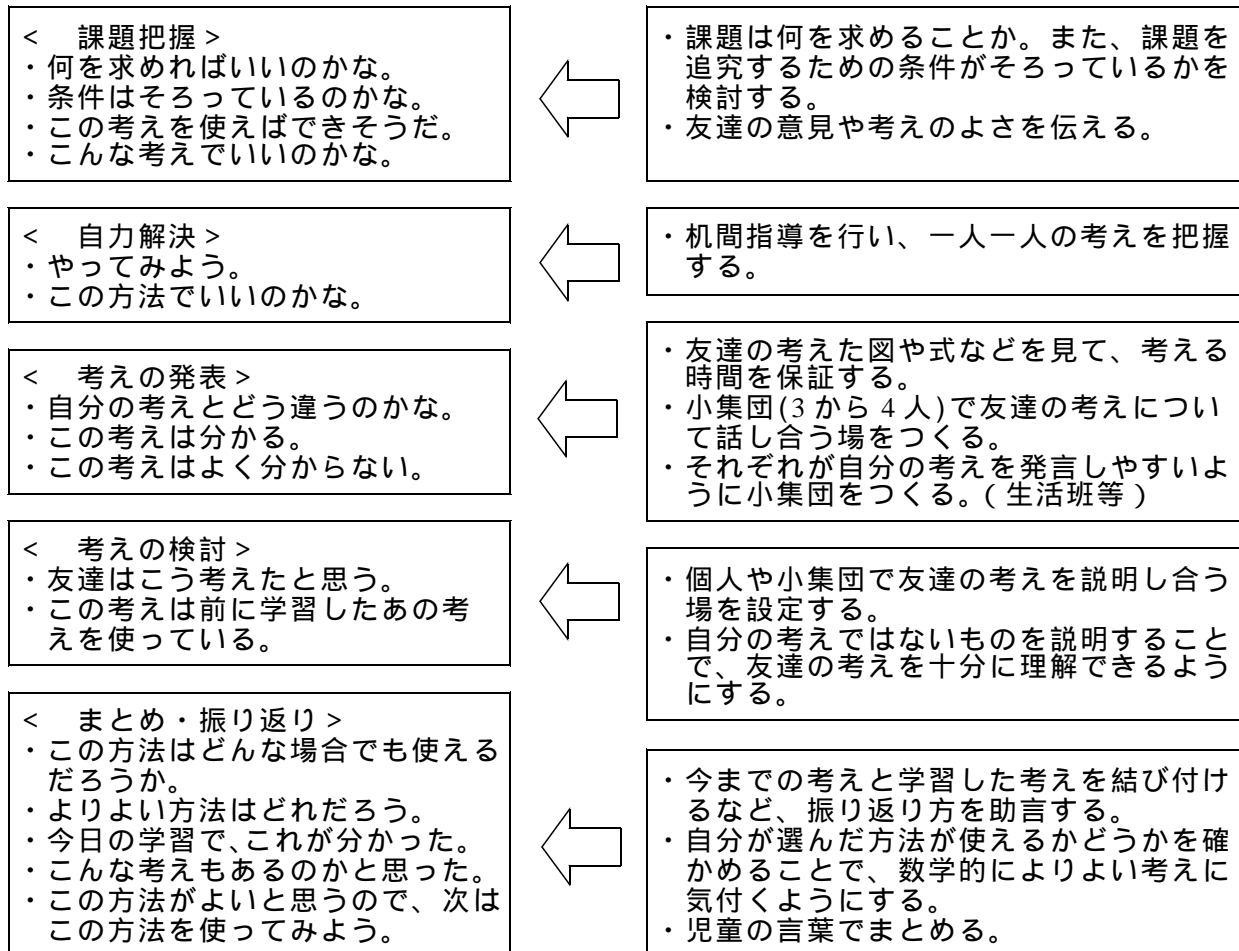 <　課題把握>
・何を求めればいいのかな。
・条件はそろっているのかな。
・この考えを使えばできそうだ。
・こんな考えでいいのかな。
・課題は何を求めることか。また、課題を
追究するための条件がそろっているかを
検討する。
・友達の意見や考えのよさを伝える。
<　自力解決>
・やってみよう。
・この方法でいいのかな。
・机間指導を行い、一人一人の考えを把握
する。
<　考えの発表>
・自分の考えとどう違うのかな。
・この考えは分かる。
・この考えはよく分からない。
・友達の考えた図や式などを見て、考える
時間を保証する。
・小集団(3から4人)で友達の考えについ
て話し合う場をつくる。
・それぞれが自分の考えを発言しやすいよ
うに小集団をつくる。(生活班等)
<　考えの検討>
・友達はこう考えたと思う。
・この考えは前に学習したあの考
えを使っている。
・個人や小集団で友達の考えを説明し合う
場を設定する。
・自分の考えではないものを説明すること
で、友達の考えを十分に理解できるよう
にする。
<　まとめ・振り返り>
・この方法はどんな場合でも使える
だろうか。
・よりよい方法はどれだろう。
・今日の学習で、これが分かった。
・こんな考えもあるのかと思った。
・この方法がよいと思うので、次は
この方法を使ってみよう。
・今までの考えと学習した考えを結び付け
るなど、振り返り方を助言する。
・自分が選んだ方法が使えるかどうかを確
かめることで、数学的によりよい考えに
気付くようにする。
・児童の言葉でまとめる。